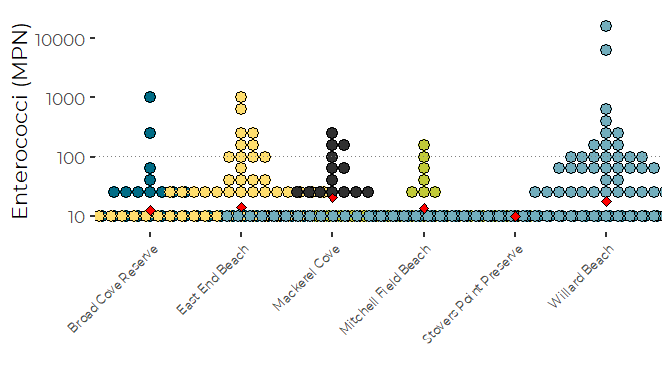 Enterococci (MPN)
10000
1000
100
10
Broad Cove Reserve
East End Beach
Mackerel Cove
Mitchell Field Beach
Stovers Point Preserve
Willard Beach